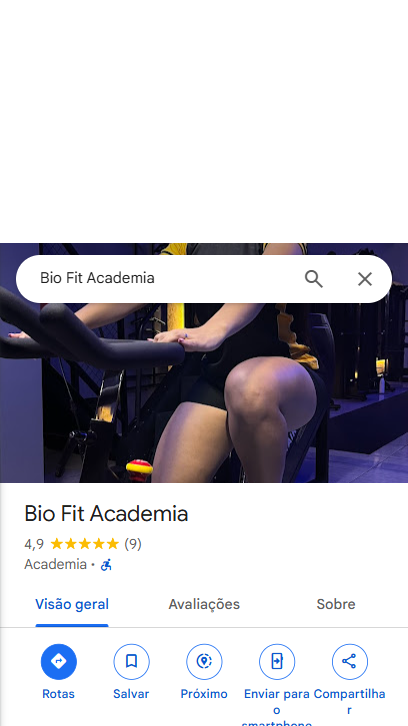 Bio Fit Academia
Bio Fit Academia
4,9 (9)
Academia ·
Visão geral Avaliações Sobre
Rotas Salvar Próximo Enviar para o smartphone Compartilhar